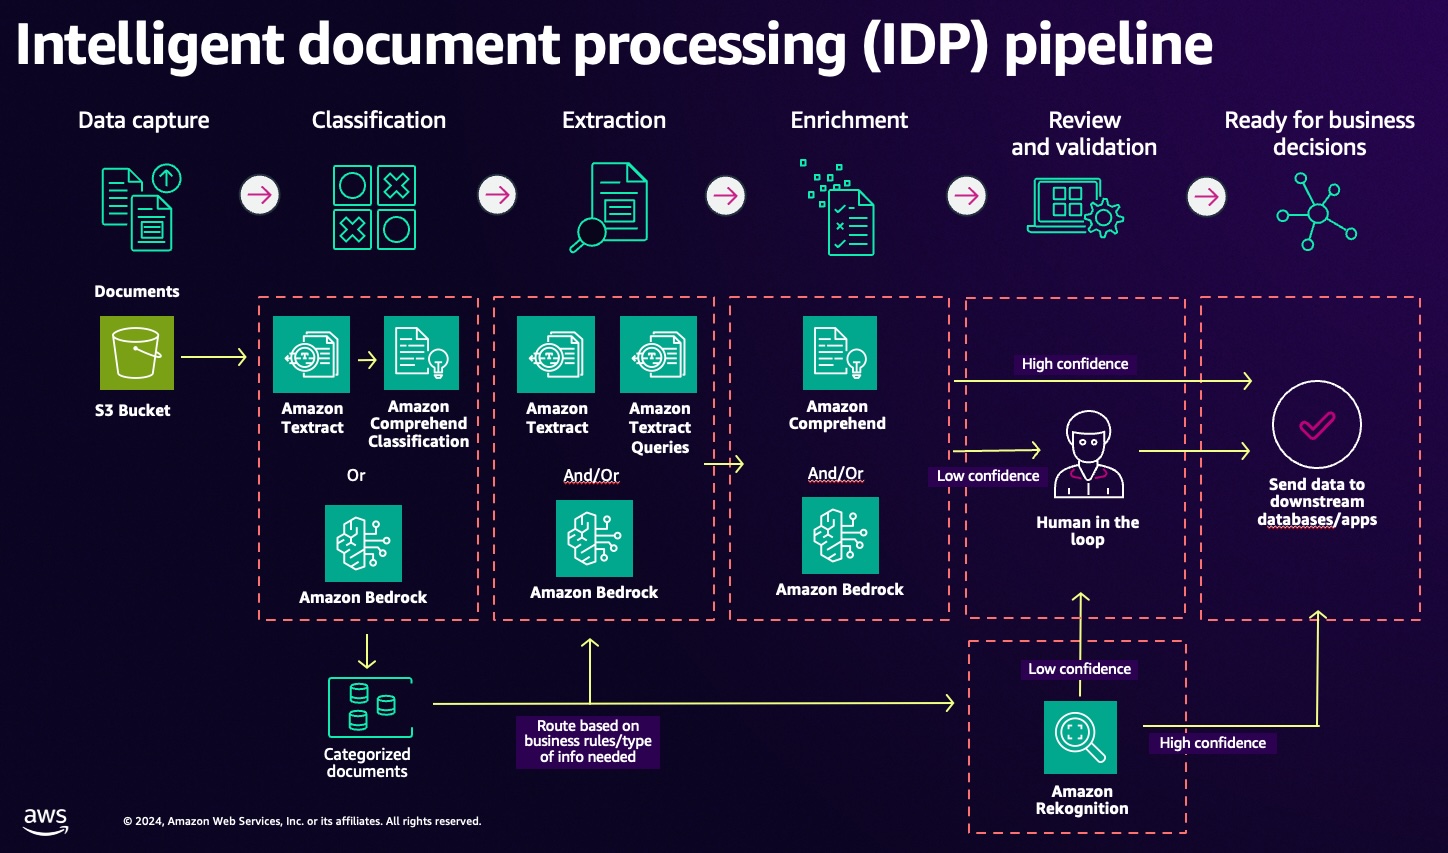 Intelligent document processing (IDP) pipeline
Data capture
Classification
Extraction
Enrichment
Review
and validation
Ready for business
decisions
Documents
S3 Bucket
Amazon
Textract
Amazon
Comprehend
Classification
Or
Amazon Bedrock
Amazon
Textract
Amazon
Textract
Queries
And/Or
Amazon Bedrock
Amazon
Comprehend
And/Or
Amazon Bedrock
High confidence
Low confidence
Human in the
loop
Send data to
downstream
databases/apps
Categorized
documents
Route based on
business rules/type
of info needed
Low confidence
Amazon
Rekognition
High confidence
aws
© 2024, Amazon Web Services, Inc. or its affiliates. All rights reserved.